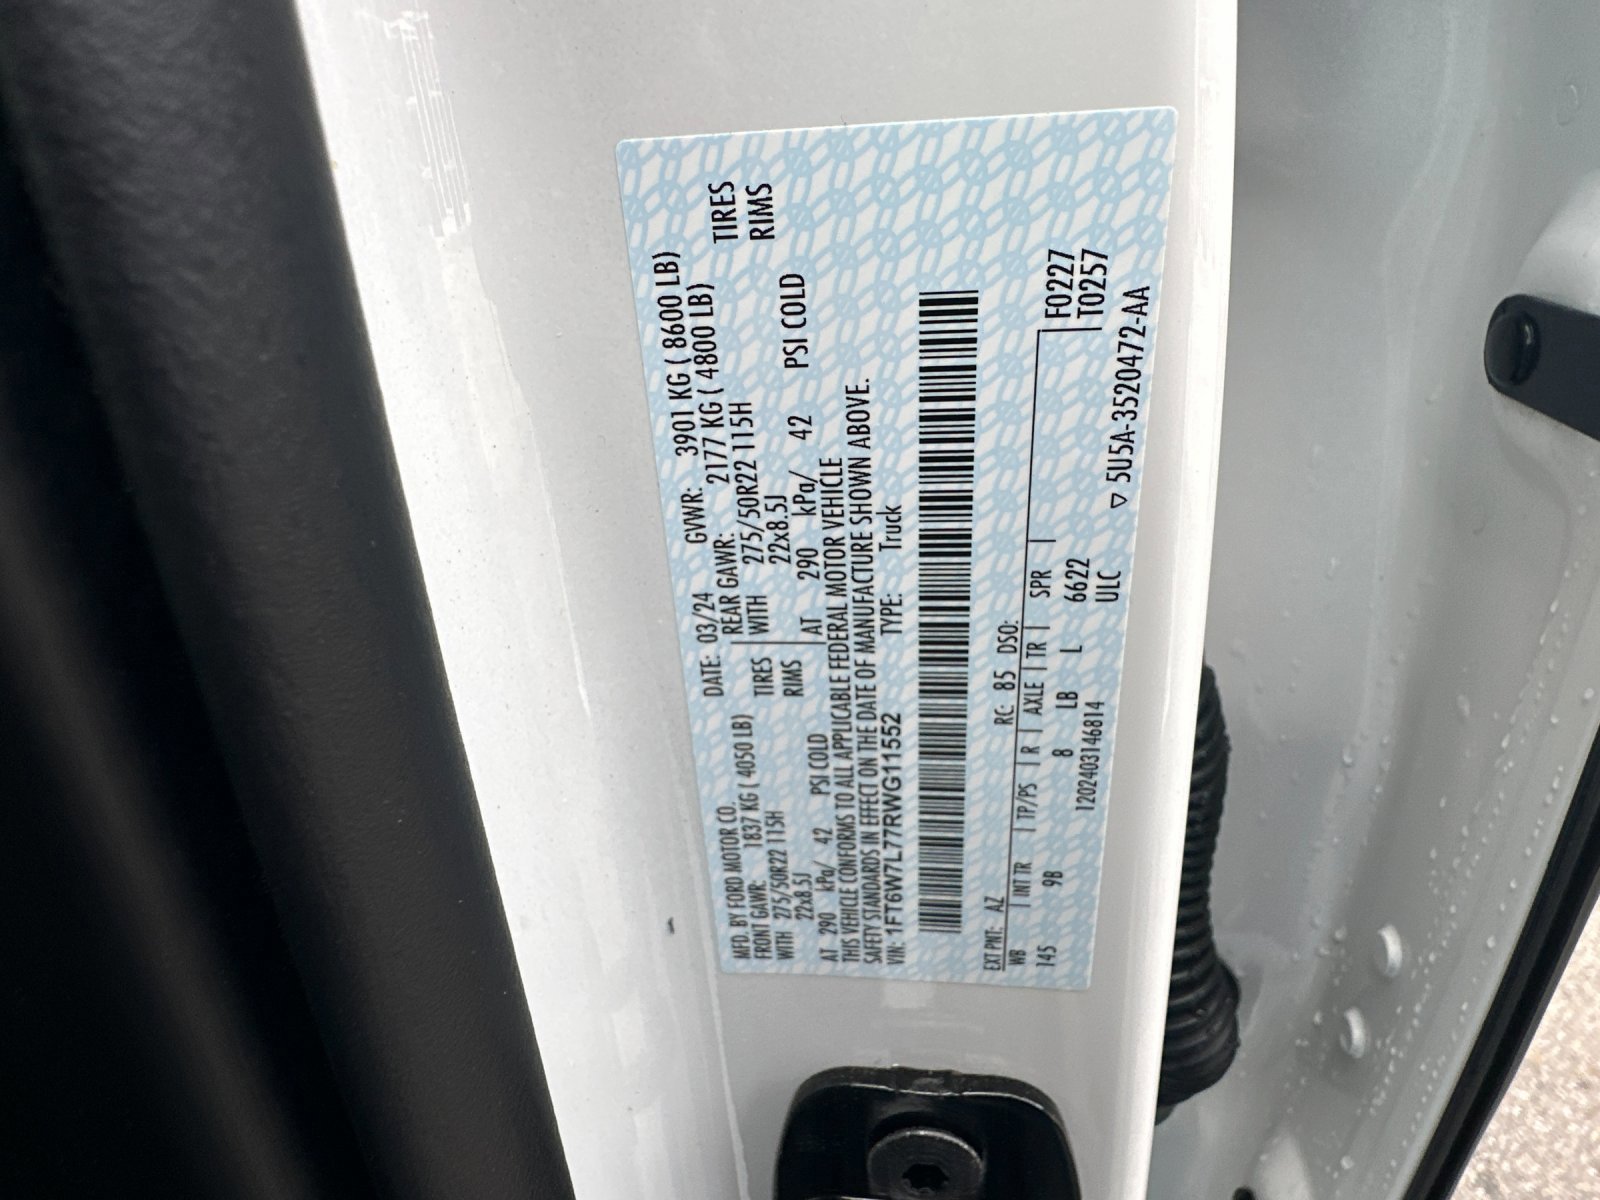 MFD. BY FORD MOTOR CO.
DATE: 03/24 GVWR: 3901 KG ( 8600 LB)
FRONT GAWR: 1837 KG ( 4050 LB) REAR GAWR: 2177 KG ( 4800 LB)
WITH 275/50R22 115H TIRES WITH 275/50R22 115H TIRES
22x8.5J RIMS 22x8.5J RIMS
AT 290 kPa/ 42 PSI COLD AT 290 kPa/ 42 PSI COLD
THIS VEHICLE CONFORMS TO ALL APPLICABLE FEDERAL MOTOR VEHICLE
SAFETY STANDARDS IN EFFECT ON THE DATE OF MANUFACTURE SHOWN ABOVE.
VIN: 1FT6W7L77RWG11552 TYPE: Truck
F0227
T0257
EXT PNT: AZ RC: 85 DSO:
WB INT TR TP/PS R AXLE TR SPR
145 9B 8 LB L 6622
120240314​6814 ULC
▽ 5U5A-3520472-AA